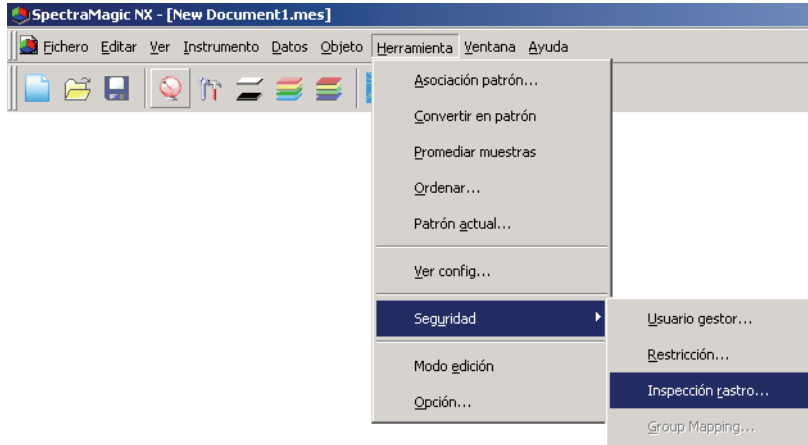 SpectraMagic NX - [New Document1.mes]
Fichero Editar Ver Instrumento Datos Objeto Herramienta Ventana Ayuda
Asociación patrón...
Convertir en patrón
Promediar muestras
Ordenar...
Patrón actual...
Ver config...
Seguridad
Usuario gestor...
Restricción...
Modo edición
Inspección rastro...
Opción...
Group Mapping...